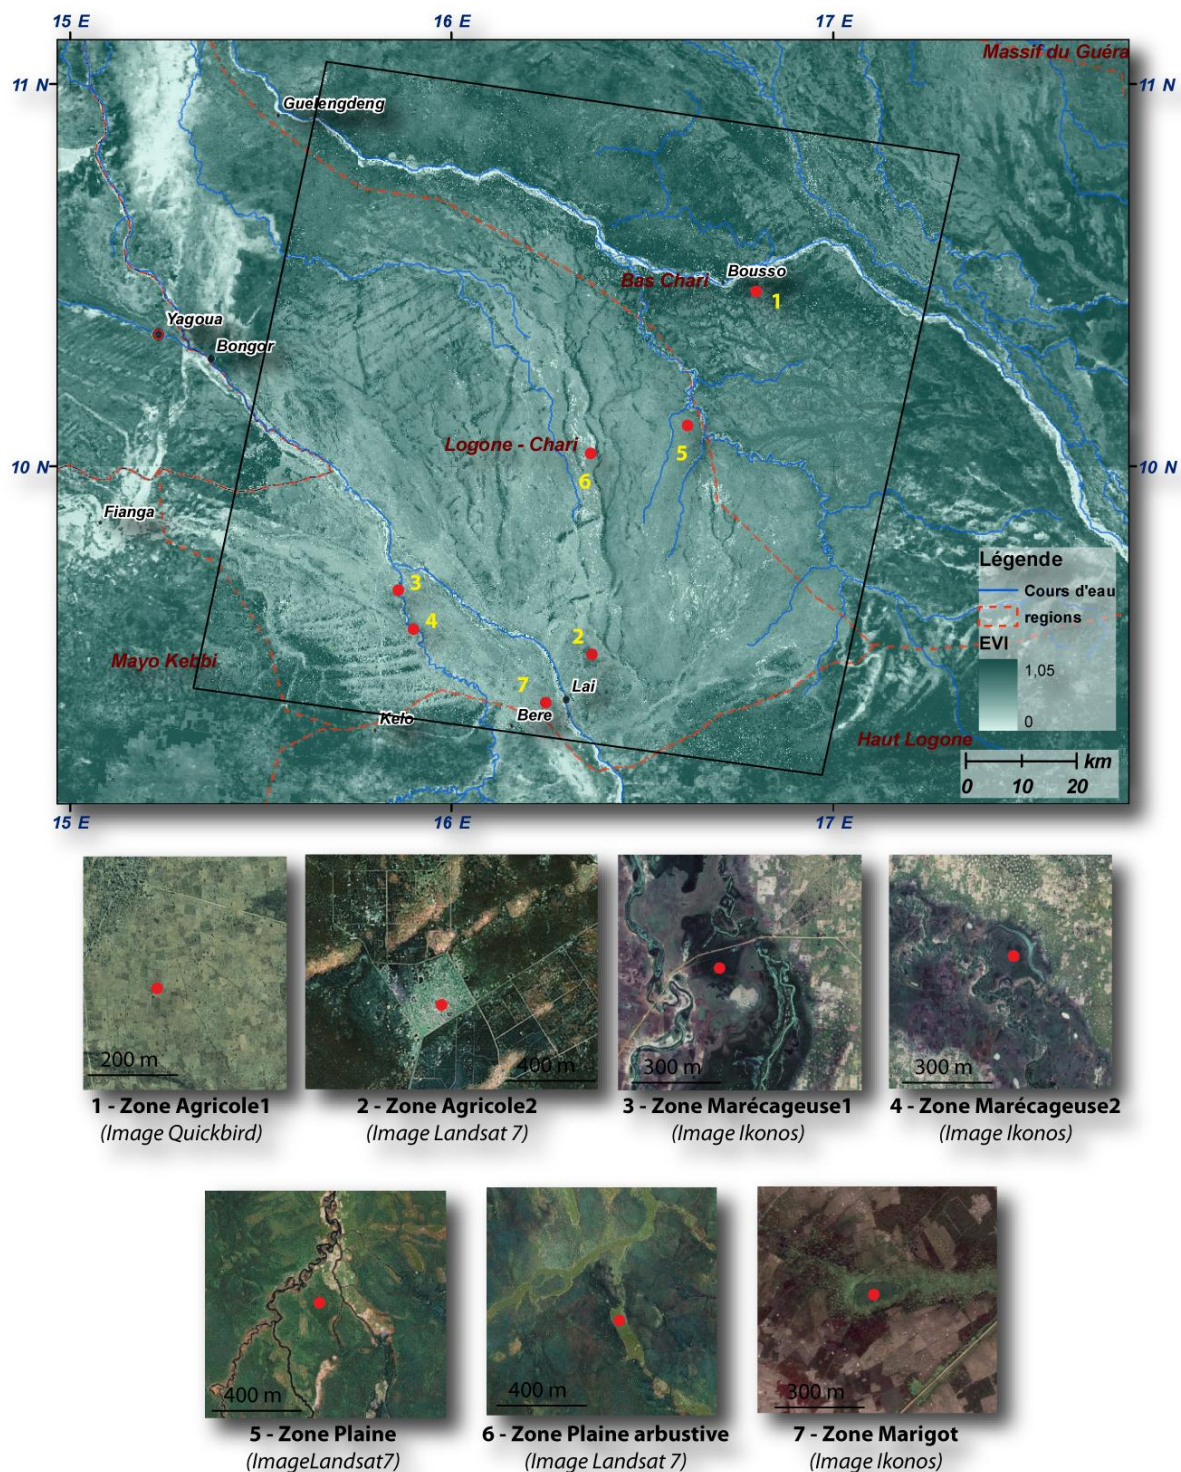 15 E 16 E 17 E
Massif du Guéra
11 N 11 N
Guelengdeng
Bas Chari
Bousso
1
Yagoua
Bongor
Logone - Chari
5
6
10 N 10 N
Fianga
Légende
Cours d'eau
regions
EVI
1,05
0
3
4
2
Mayo Kebbi
7
Lai
Bere
Kelo
Haut Logone
km
0 10 20
15 E 16 E 17 E
200 m
400 m
300 m
300 m
1 - Zone Agricole1
(Image Quickbird)
2 - Zone Agricole2
(Image Landsat 7)
3 - Zone Marécageuse1
(Image Ikonos)
4 - Zone Marécageuse2
(Image Ikonos)
400 m
400 m
300 m
5 - Zone Plaine
(ImageLandsat7)
6 - Zone Plaine arbustive
(Image Landsat 7)
7 - Zone Marigot
(Image Ikonos)